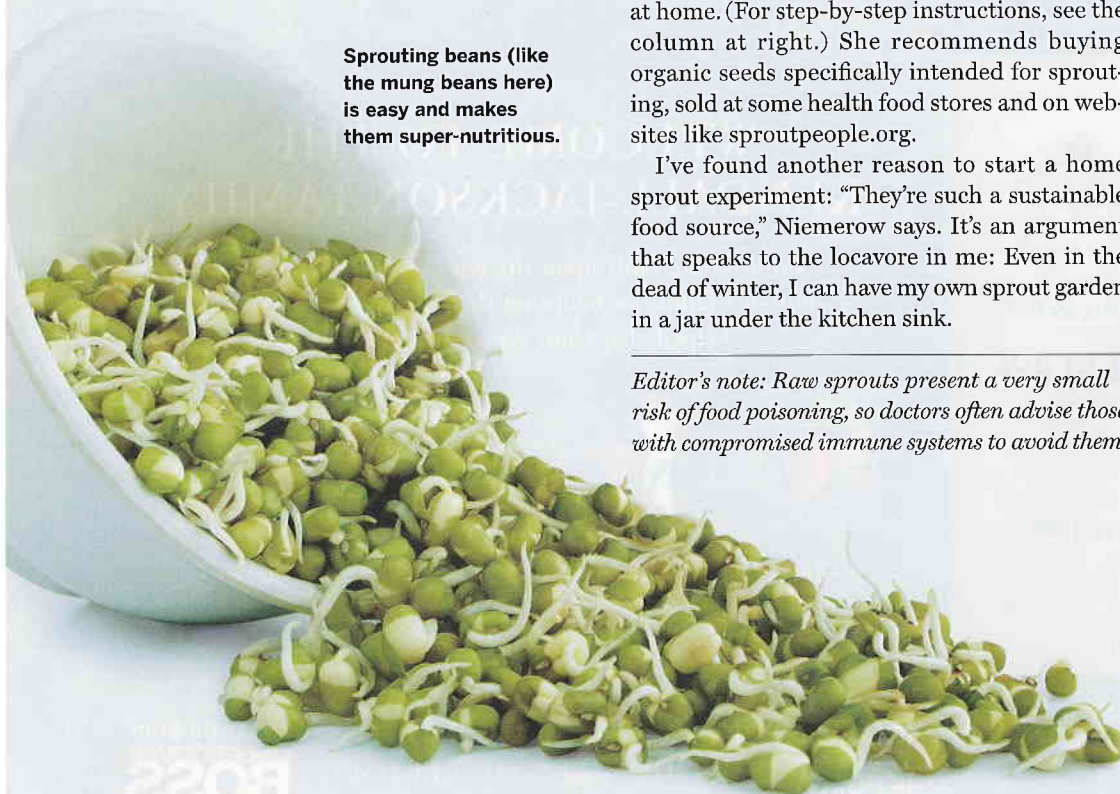 Sprouting beans (like
the mung beans here)
is easy and makes
them super-nutritious.
at home. (For step-by-step instructions, see the
column at right.) She recommends buying
organic seeds specifically intended for sprout-
ing, sold at some health food stores and on web-
sites like sproutpeople.org.
I've found another reason to start a home
sprout experiment: “They're such a sustainable
food source,” Niemerow says. It's an argument
that speaks to the locavore in me: Even in the
dead of winter, I can have my own sprout garden
in a jar under the kitchen sink.
Editor's note: Raw sprouts present a very small
risk of food poisoning, so doctors often advise those
with compromised immune systems to avoid them